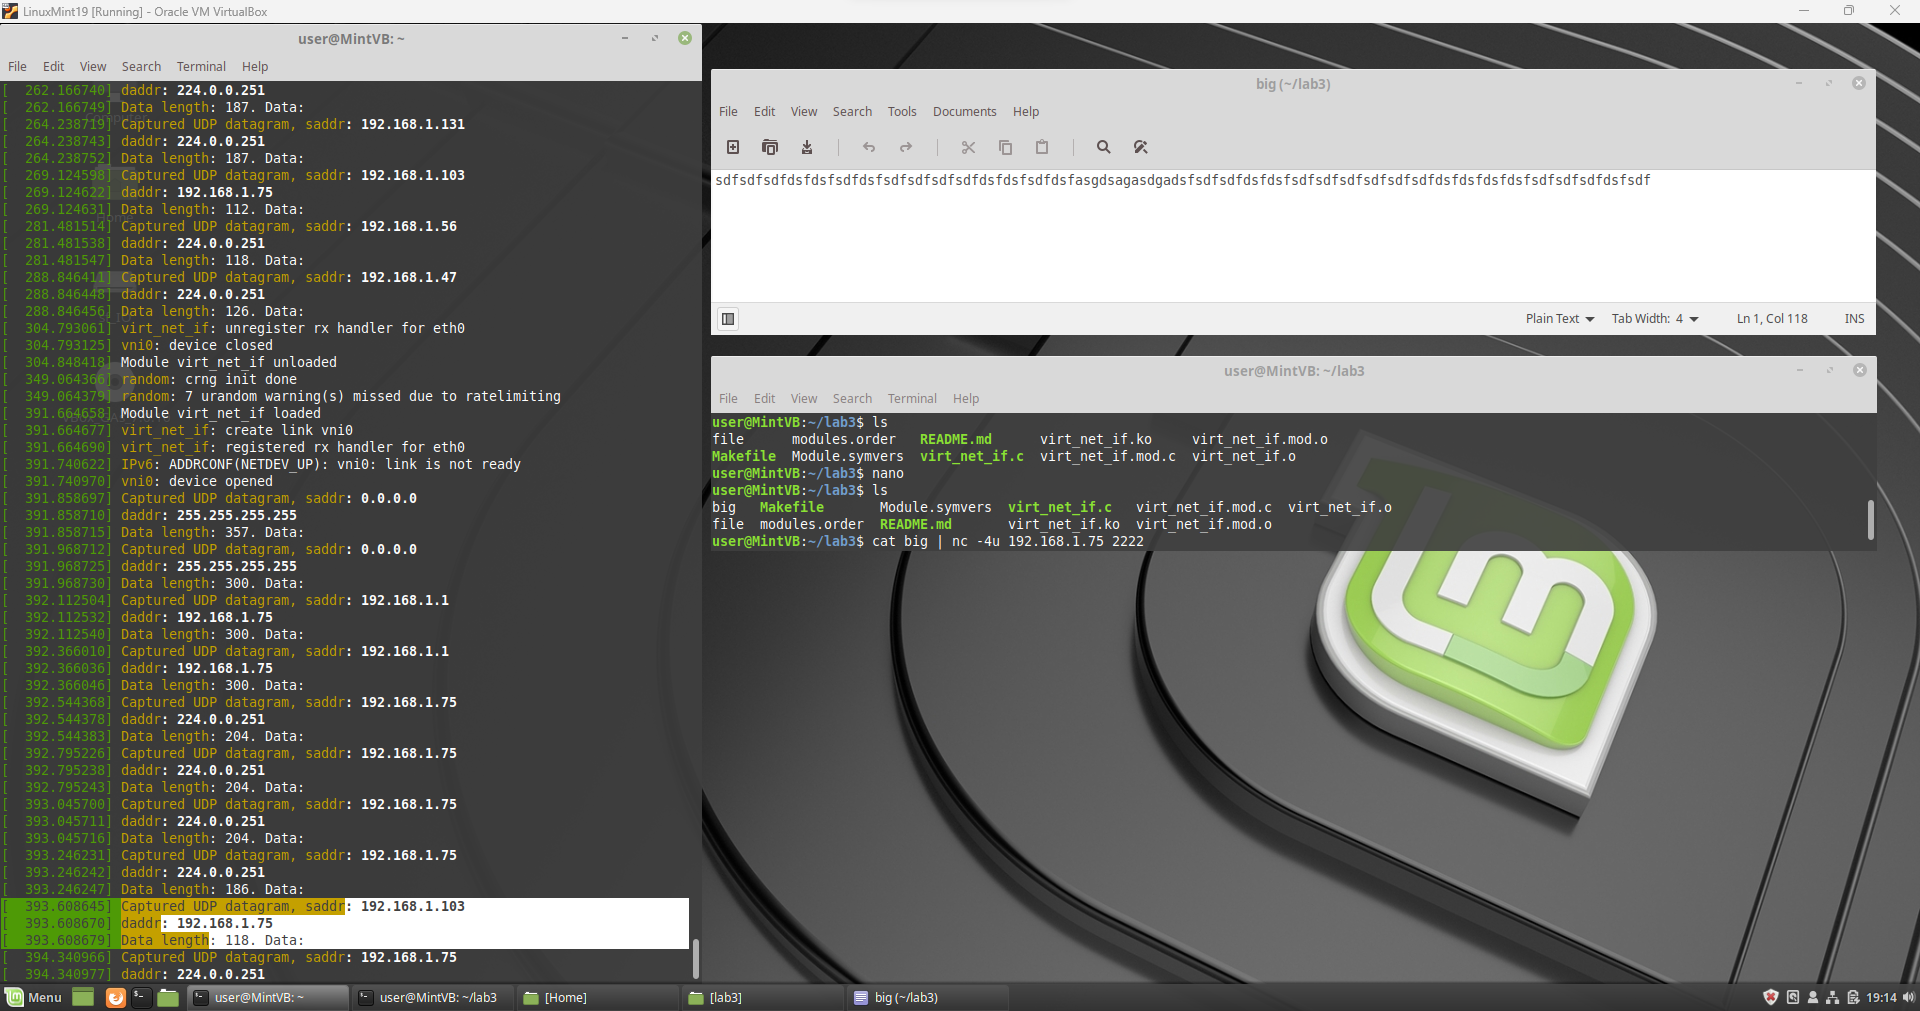 LinuxMint19 [Running] - Oracle VM VirtualBox
user@MintVB: ~
File Edit View Search Terminal Help
[  262.166740] daddr: 224.0.0.251
[  262.166749] Data length: 187. Data:
[  264.238719] Captured UDP datagram, saddr: 192.168.1.131
[  264.238743] daddr: 224.0.0.251
[  264.238752] Data length: 187. Data:
[  269.124598] Captured UDP datagram, saddr: 192.168.1.103
[  269.124622] daddr: 192.168.1.75
[  269.124631] Data length: 112. Data:
[  281.481514] Captured UDP datagram, saddr: 192.168.1.56
[  281.481538] daddr: 224.0.0.251
[  281.481547] Data length: 118. Data:
[  288.846411] Captured UDP datagram, saddr: 192.168.1.47
[  288.846448] daddr: 224.0.0.251
[  288.846456] Data length: 126. Data:
[  304.793061] virt_net_if: unregister rx handler for eth0
[  304.793125] vni0: device closed
[  304.848418] Module virt_net_if unloaded
[  349.064366] random: crng init done
[  349.064379] random: 7 urandom warning(s) missed due to ratelimiting
[  391.664658] Module virt_net_if loaded
[  391.664677] virt_net_if: create link vni0
[  391.664690] virt_net_if: registered rx handler for eth0
[  391.740622] IPv6: ADDRCONF(NETDEV_UP): vni0: link is not ready
[  391.740970] vni0: device opened
[  391.858697] Captured UDP datagram, saddr: 0.0.0.0
[  391.858710] daddr: 255.255.255.255
[  391.858715] Data length: 357. Data:
[  391.968712] Captured UDP datagram, saddr: 0.0.0.0
[  391.968725] daddr: 255.255.255.255
[  391.968730] Data length: 300. Data:
[  392.112504] Captured UDP datagram, saddr: 192.168.1.1
[  392.112532] daddr: 192.168.1.75
[  392.112540] Data length: 300. Data:
[  392.366010] Captured UDP datagram, saddr: 192.168.1.1
[  392.366036] daddr: 192.168.1.75
[  392.366046] Data length: 300. Data:
[  392.544368] Captured UDP datagram, saddr: 192.168.1.75
[  392.544378] daddr: 224.0.0.251
[  392.544383] Data length: 204. Data:
[  392.795226] Captured UDP datagram, saddr: 192.168.1.75
[  392.795238] daddr: 224.0.0.251
[  392.795243] Data length: 204. Data:
[  393.045700] Captured UDP datagram, saddr: 192.168.1.75
[  393.045711] daddr: 224.0.0.251
[  393.045716] Data length: 204. Data:
[  393.246231] Captured UDP datagram, saddr: 192.168.1.75
[  393.246242] daddr: 224.0.0.251
[  393.246247] Data length: 186. Data:
[  393.608645] Captured UDP datagram, saddr: 192.168.1.103
[  393.608670] daddr: 192.168.1.75
[  393.608679] Data length: 118. Data:
[  394.340966] Captured UDP datagram, saddr: 192.168.1.75
[  394.340977] daddr: 224.0.0.251
big (~/lab3)
File Edit View Search Tools Documents Help
Plain Text Tab Width: 4 Ln 1, Col 118 INS
user@MintVB: ~/lab3
File Edit View Search Terminal Help
user@MintVB:~/lab3$ ls
file modules.order README.md virt_net_if.ko virt_net_if.mod.o
Makefile Module.symvers virt_net_if.c virt_net_if.mod.c virt_net_if.o
user@MintVB:~/lab3$ nano
user@MintVB:~/lab3$ ls
big Makefile Module.symvers virt_net_if.c virt_net_if.mod.c virt_net_if.o
file modules.order README.md virt_net_if.ko virt_net_if.mod.o
user@MintVB:~/lab3$ cat big | nc -4u 192.168.1.75 2222
Menu user@MintVB: ~ user@MintVB: ~/lab3 [Home] [lab3] big (~/lab3) 19:14